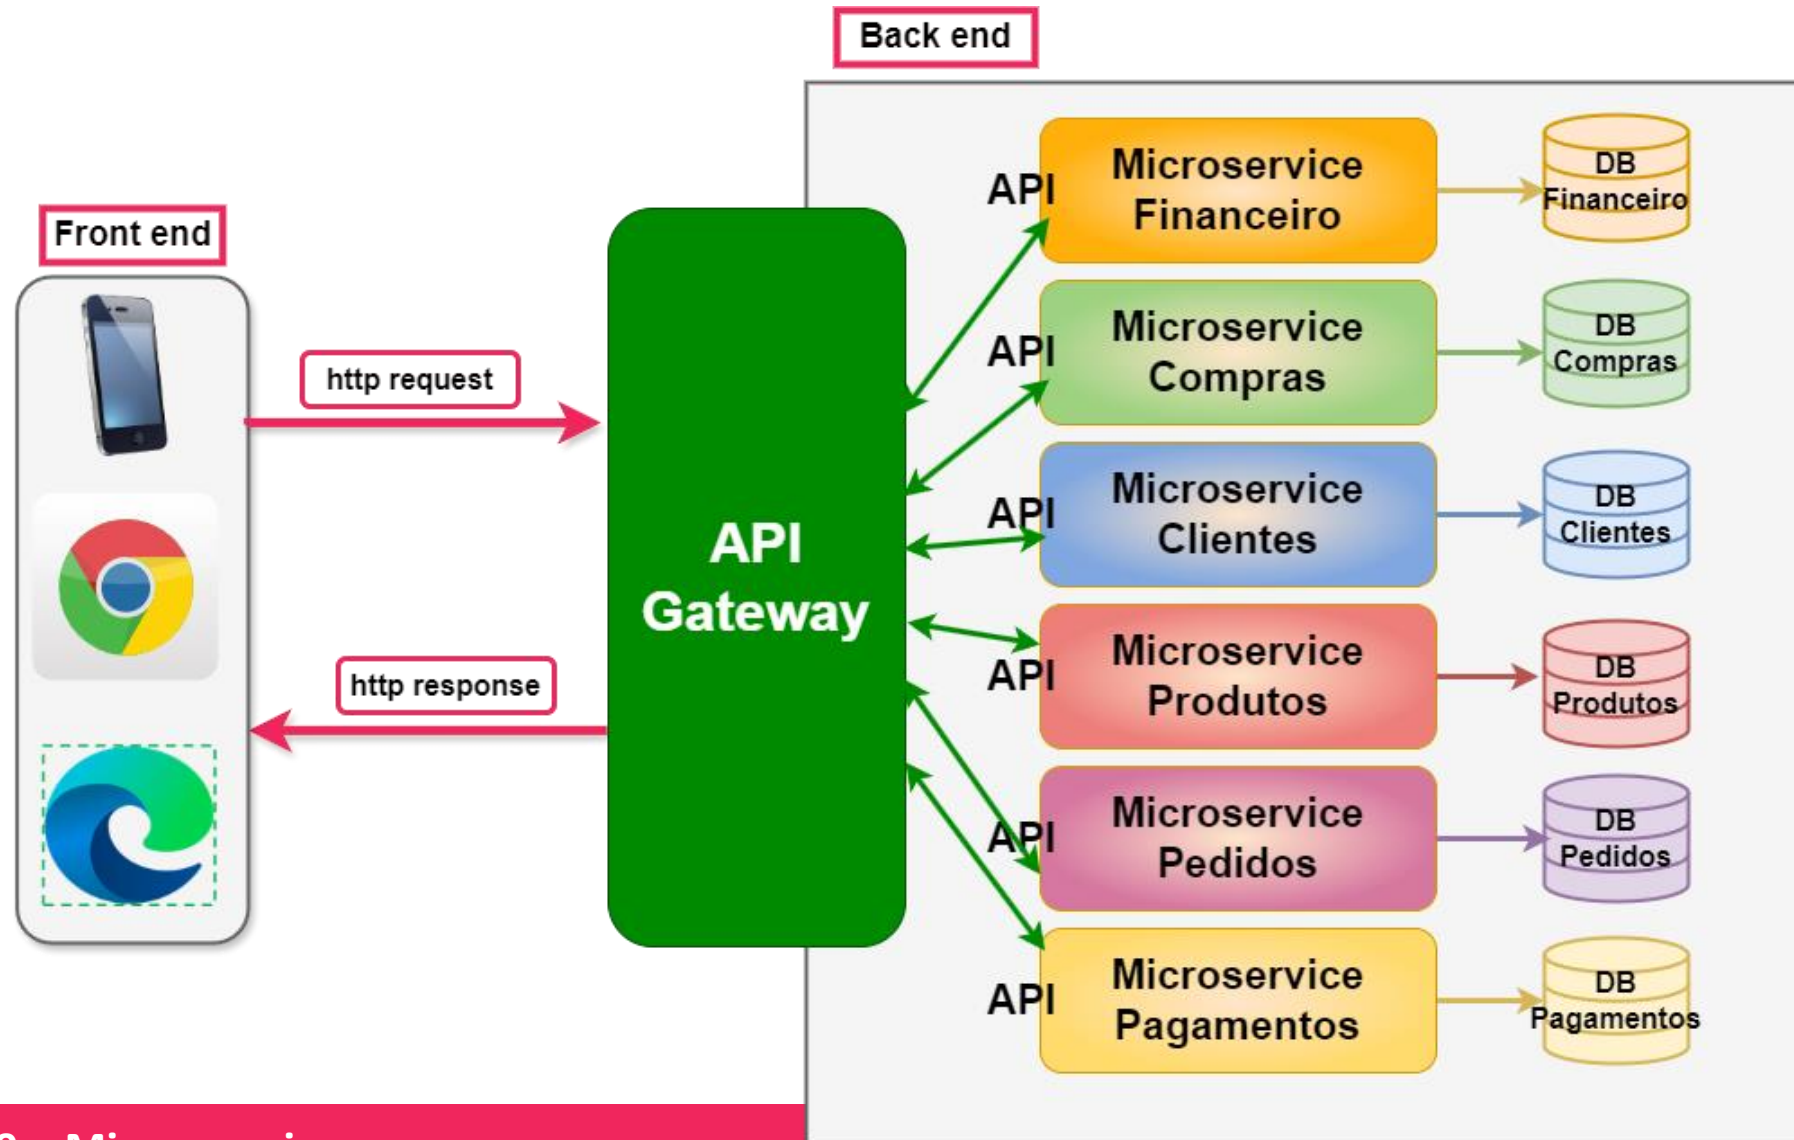 Back end
Front end
http request
http response
API
Gateway
API
Microservice
Financeiro
DB
Financeiro
API
Microservice
Compras
DB
Compras
API
Microservice
Clientes
DB
Clientes
API
Microservice
Produtos
DB
Produtos
API
Microservice
Pedidos
DB
Pedidos
API
Microservice
Pagamentos
DB
Pagamentos